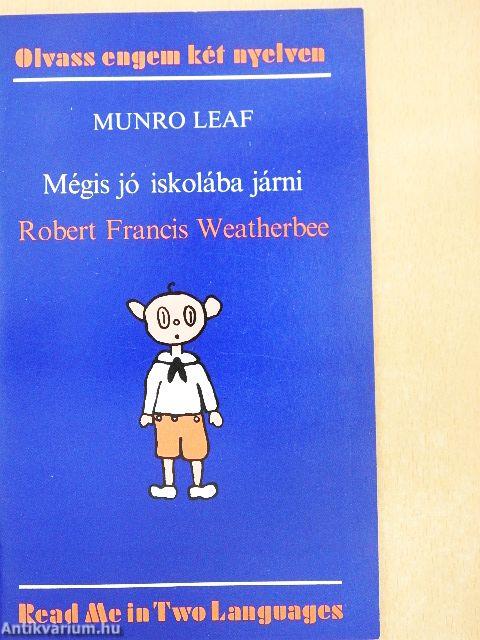 Olvass engem két nyelven
MUNRO LEAF
Mégis jó iskolába járni
Robert Francis Weatherbee
Read Me in Two Languages
Antikvarium.hu